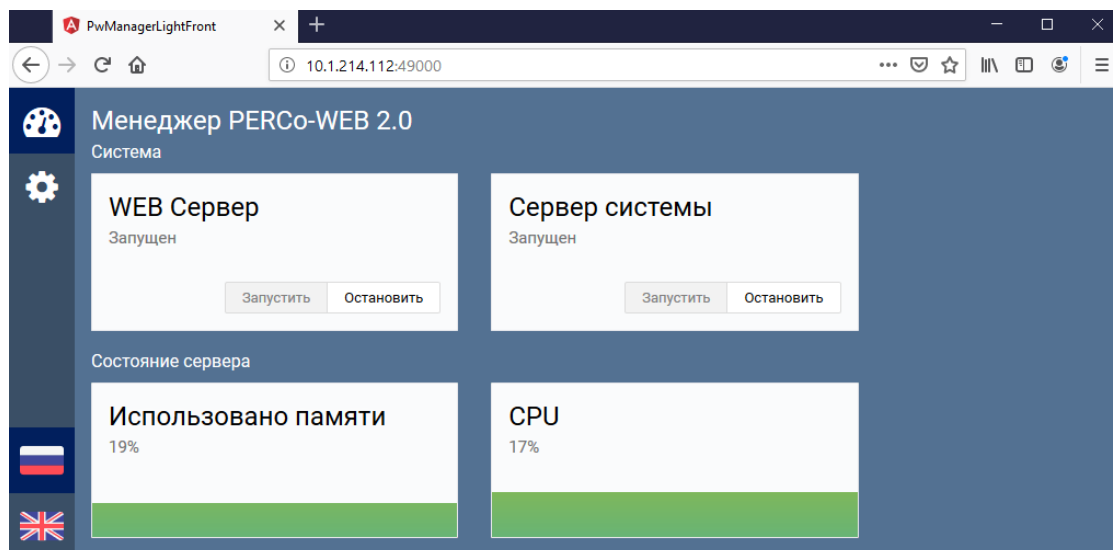 PwManagerLightFront
10.1.214.112:49000
Менеджер PERCo-WEB 2.0
Система
WEB Сервер
Запущен
Запустить Остановить
Сервер системы
Запущен
Запустить Остановить
Состояние сервера
Использовано памяти
19%
CPU
17%